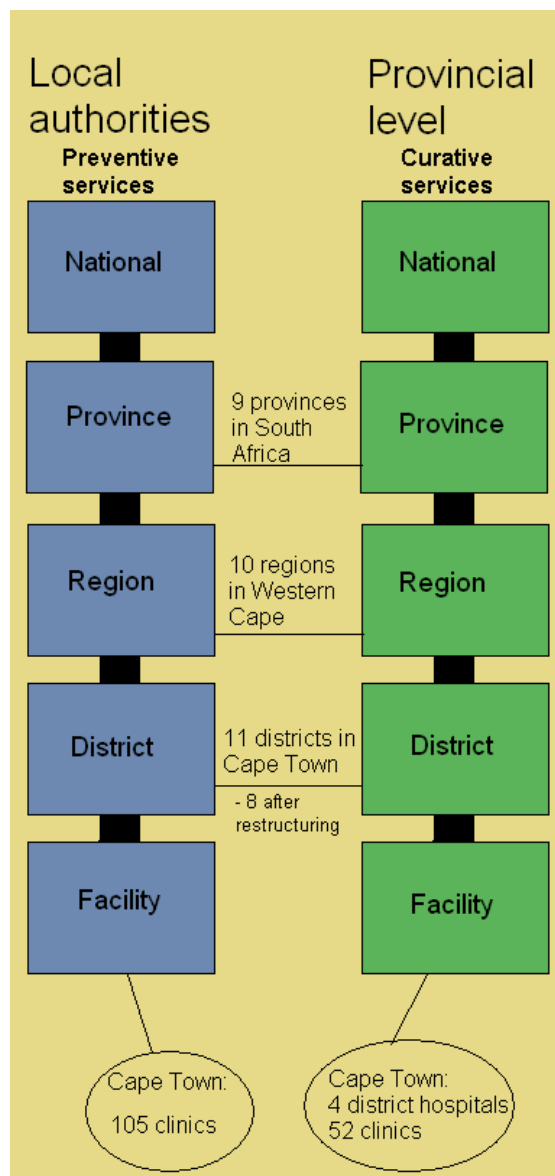 Local
authorities
Preventive
services
Provincial
level
Curative
services
National
National
Province
9 provinces
in South
Africa
Province
Region
10 regions
in Western
Cape
Region
District
11 districts in
Cape Town
- 8 after
restructuring
District
Facility
Facility
Cape Town:
105 clinics
Cape Town:
4 district hospitals
52 clinics